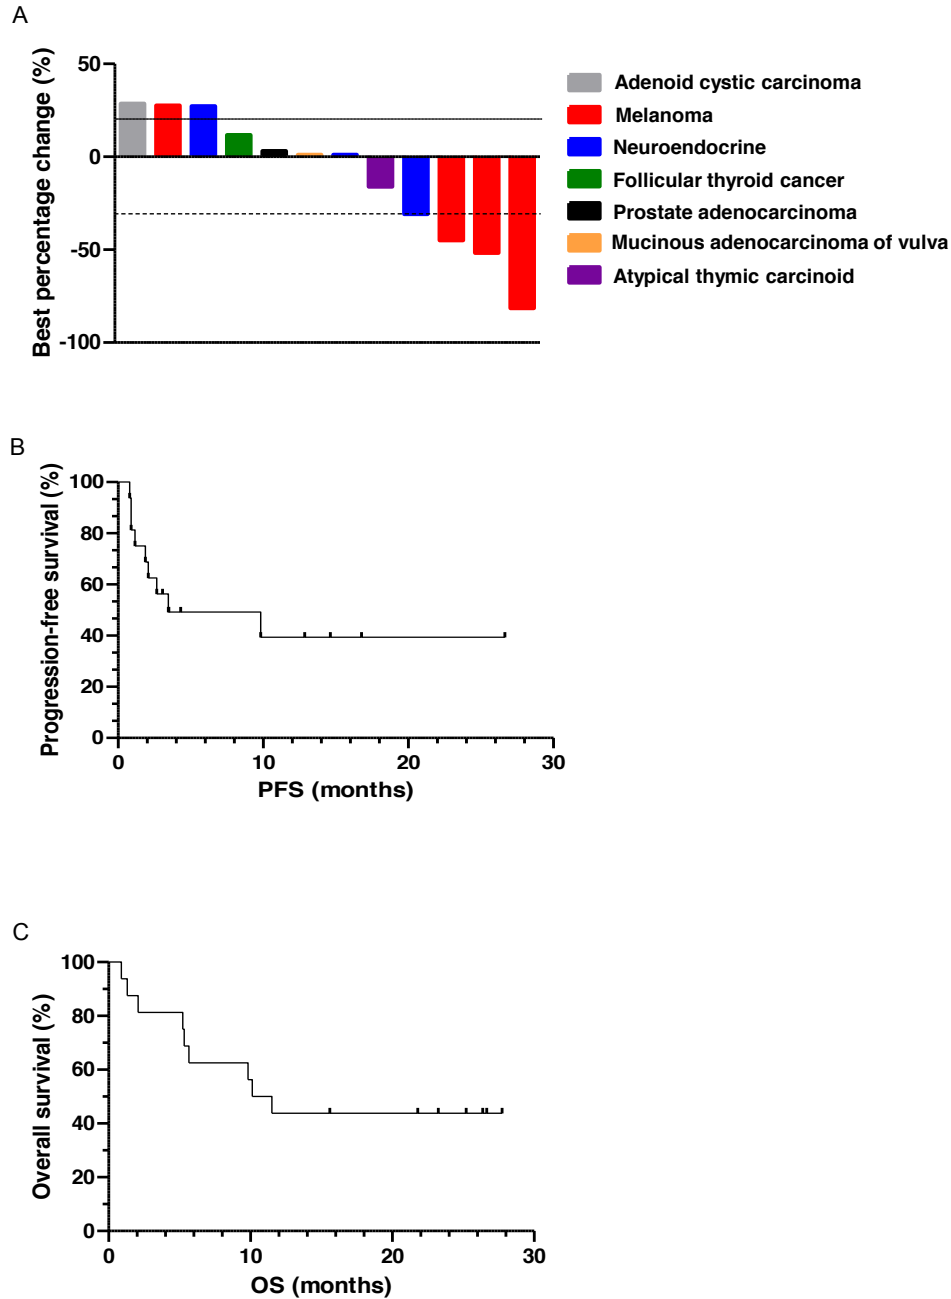 A
Best percentage change (%)
50
0
-50
-100
Adenoid cystic carcinoma
Melanoma
Neuroendocrine
Follicular thyroid cancer
Prostate adenocarcinoma
Mucinous adenocarcinoma of vulva
Atypical thymic carcinoid
B
Progression-free survival (%)
100
80
60
40
20
0
0 10 20 30
PFS (months)
C
Overall survival (%)
100
80
60
40
20
0
0 10 20 30
OS (months)